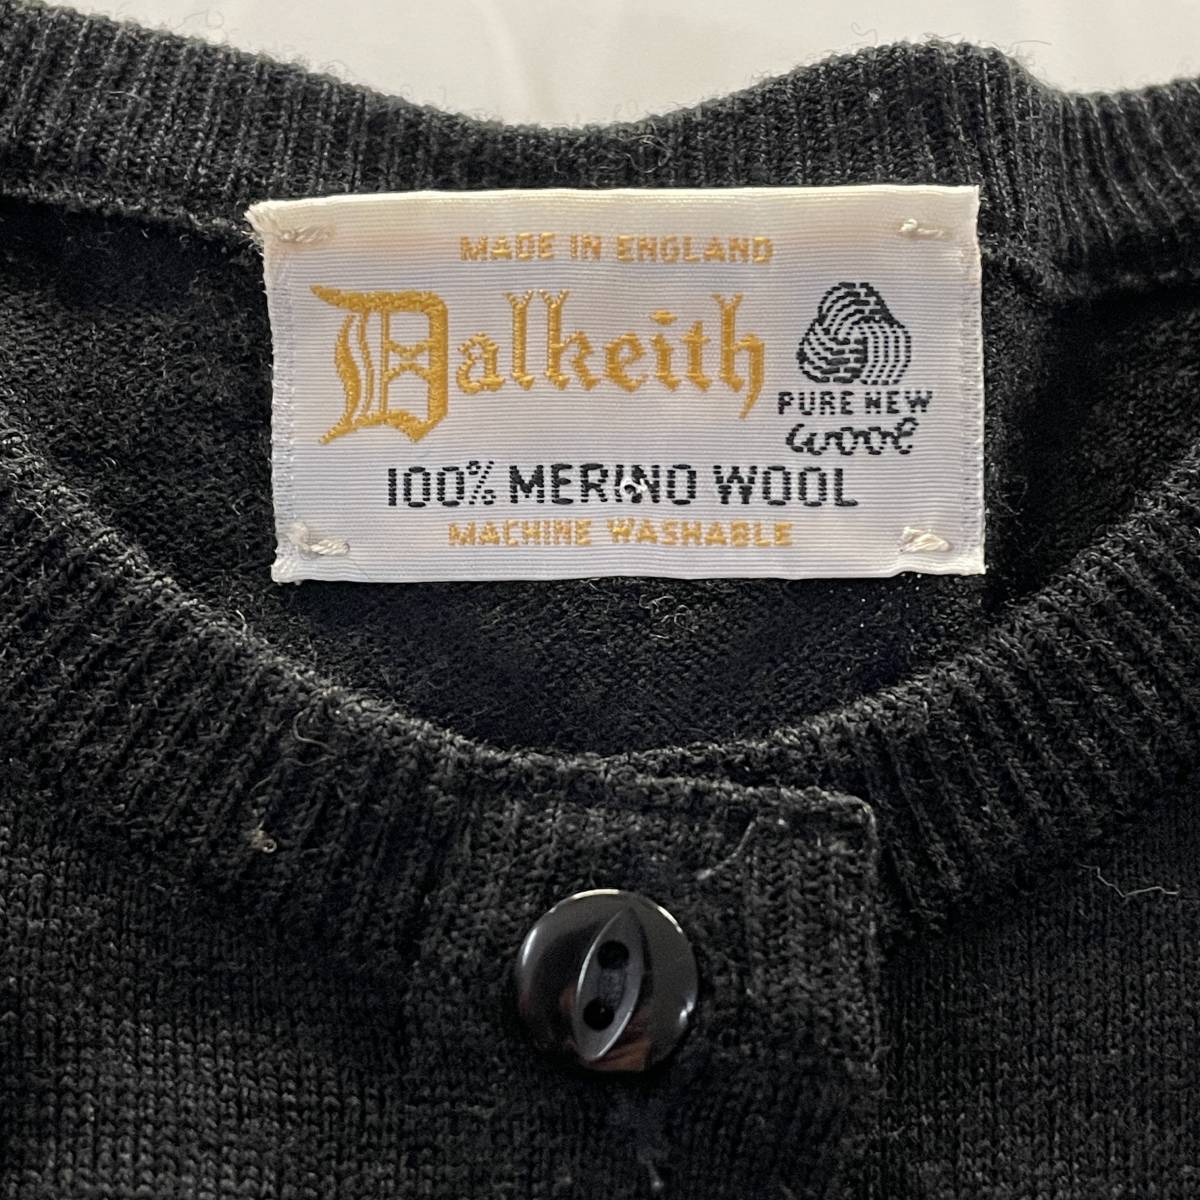 MADE IN ENGLAND
Dalkeith
PURE NEW
wool
100% MERINO WOOL
MACHINE WASHABLE